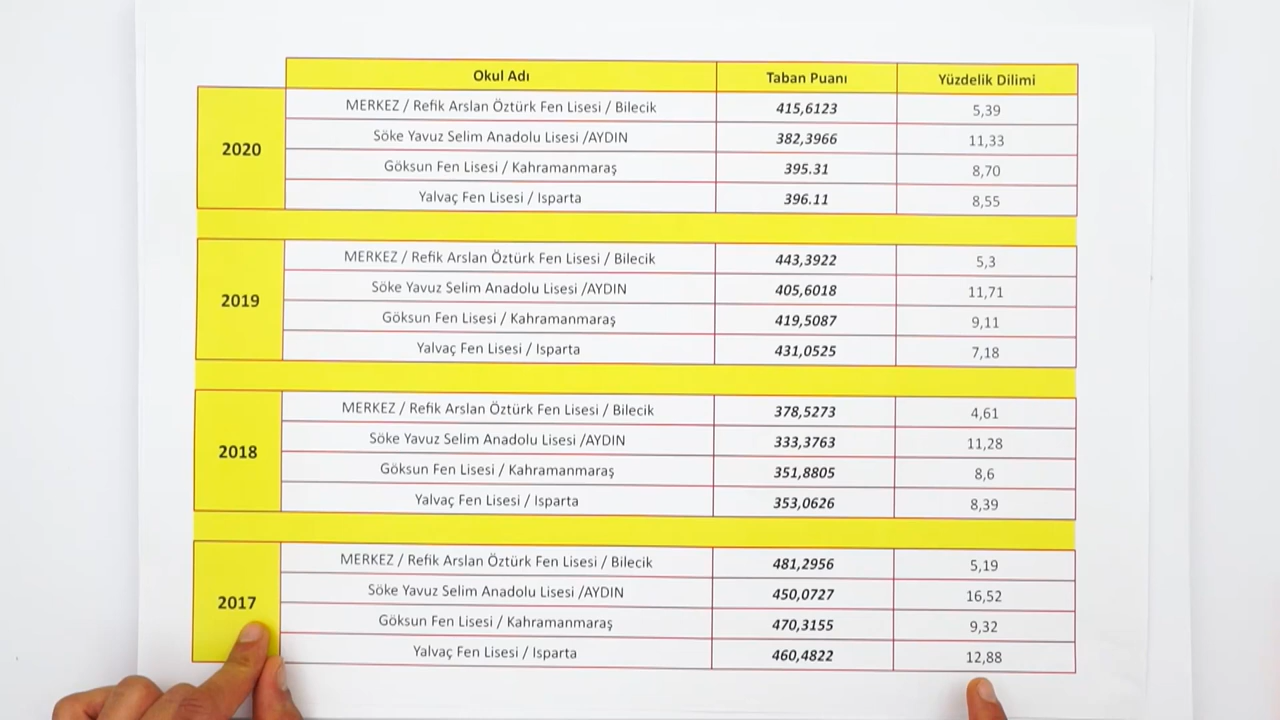 Okul Adı Taban Puanı Yüzdelik Dilimi
2020
MERKEZ / Refik Arslan Öztürk Fen Lisesi / Bilecik 415,6123 5,39
Söke Yavuz Selim Anadolu Lisesi /AYDIN 382,3966 11,33
Göksun Fen Lisesi / Kahramanmaraş 395.31 8,70
Yalvaç Fen Lisesi / Isparta 396.11 8,55
2019
MERKEZ / Refik Arslan Öztürk Fen Lisesi / Bilecik 443,3922 5,3
Söke Yavuz Selim Anadolu Lisesi /AYDIN 405,6018 11,71
Göksun Fen Lisesi / Kahramanmaraş 419,5087 9,11
Yalvaç Fen Lisesi / Isparta 431,0525 7,18
2018
MERKEZ / Refik Arslan Öztürk Fen Lisesi / Bilecik 378,5273 4,61
Söke Yavuz Selim Anadolu Lisesi /AYDIN 333,3763 11,28
Göksun Fen Lisesi / Kahramanmaraş 351,8805 8,6
Yalvaç Fen Lisesi / Isparta 353,0626 8,39
2017
MERKEZ / Refik Arslan Öztürk Fen Lisesi / Bilecik 481,2956 5,19
Söke Yavuz Selim Anadolu Lisesi /AYDIN 450,0727 16,52
Göksun Fen Lisesi / Kahramanmaraş 470,3155 9,32
Yalvaç Fen Lisesi / Isparta 460,4822 12,88